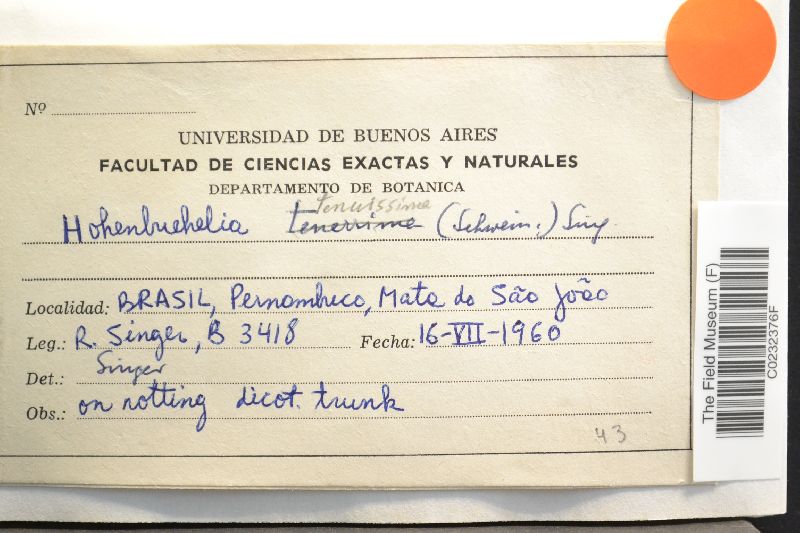 Nº
UNIVERSIDAD DE BUENOS AIRES
FACULTAD DE CIENCIAS EXACTAS Y NATURALES
DEPARTAMENTO DE BOTANICA
tenuissima
Hohenbuehelia tenerrima (Schwein.) Sing.
Localidad: BRASIL, Pernambuco, Mata do São João
Leg.: R. Singer, B 3418 Fecha: 16-VII-1960
Det.: Singer
Obs.: on rotting dicot. trunk
43
The Field Museum (F)
C0232376F